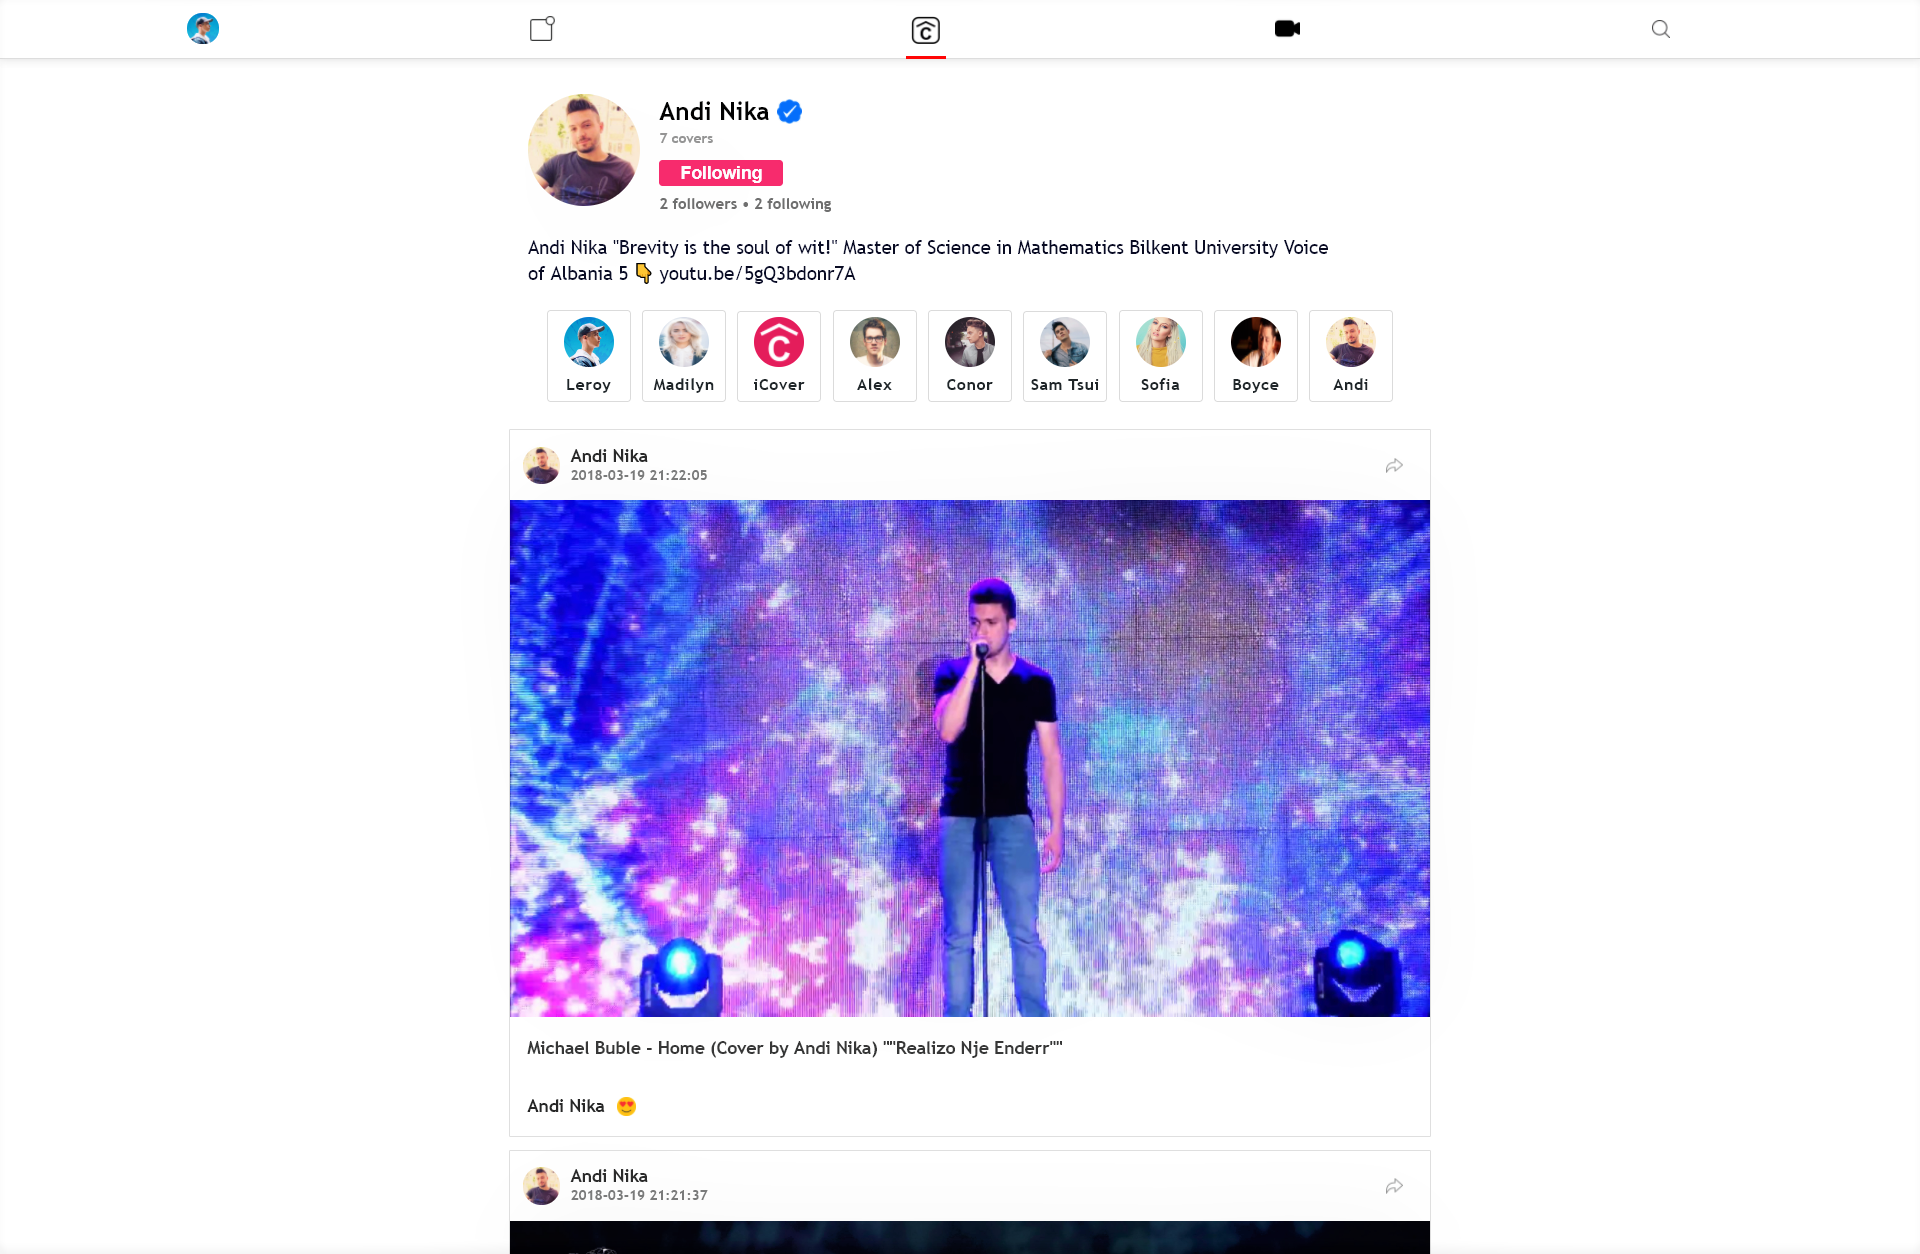 C
Andi Nika
7 covers
Following
2 followers • 2 following
Andi Nika "Brevity is the soul of wit!" Master of Science in Mathematics Bilkent University Voice
of Albania 5 👇 youtu.be/5gQ3bdonr7A
C
Leroy Madilyn iCover Alex Conor Sam Tsui Sofia Boyce Andi
Andi Nika
2018-03-19 21:22:05
Michael Buble - Home (Cover by Andi Nika) ""Realizo Nje Enderr""
Andi Nika 😍
Andi Nika
2018-03-19 21:21:37